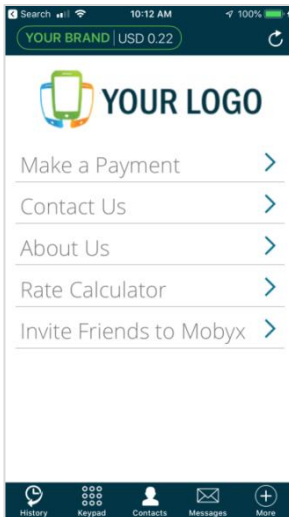 Search 10:12 AM 100%
YOUR BRAND | USD 0.22
YOUR LOGO
Make a Payment
Contact Us
About Us
Rate Calculator
Invite Friends to Mobyx
History Keypad Contacts Messages More